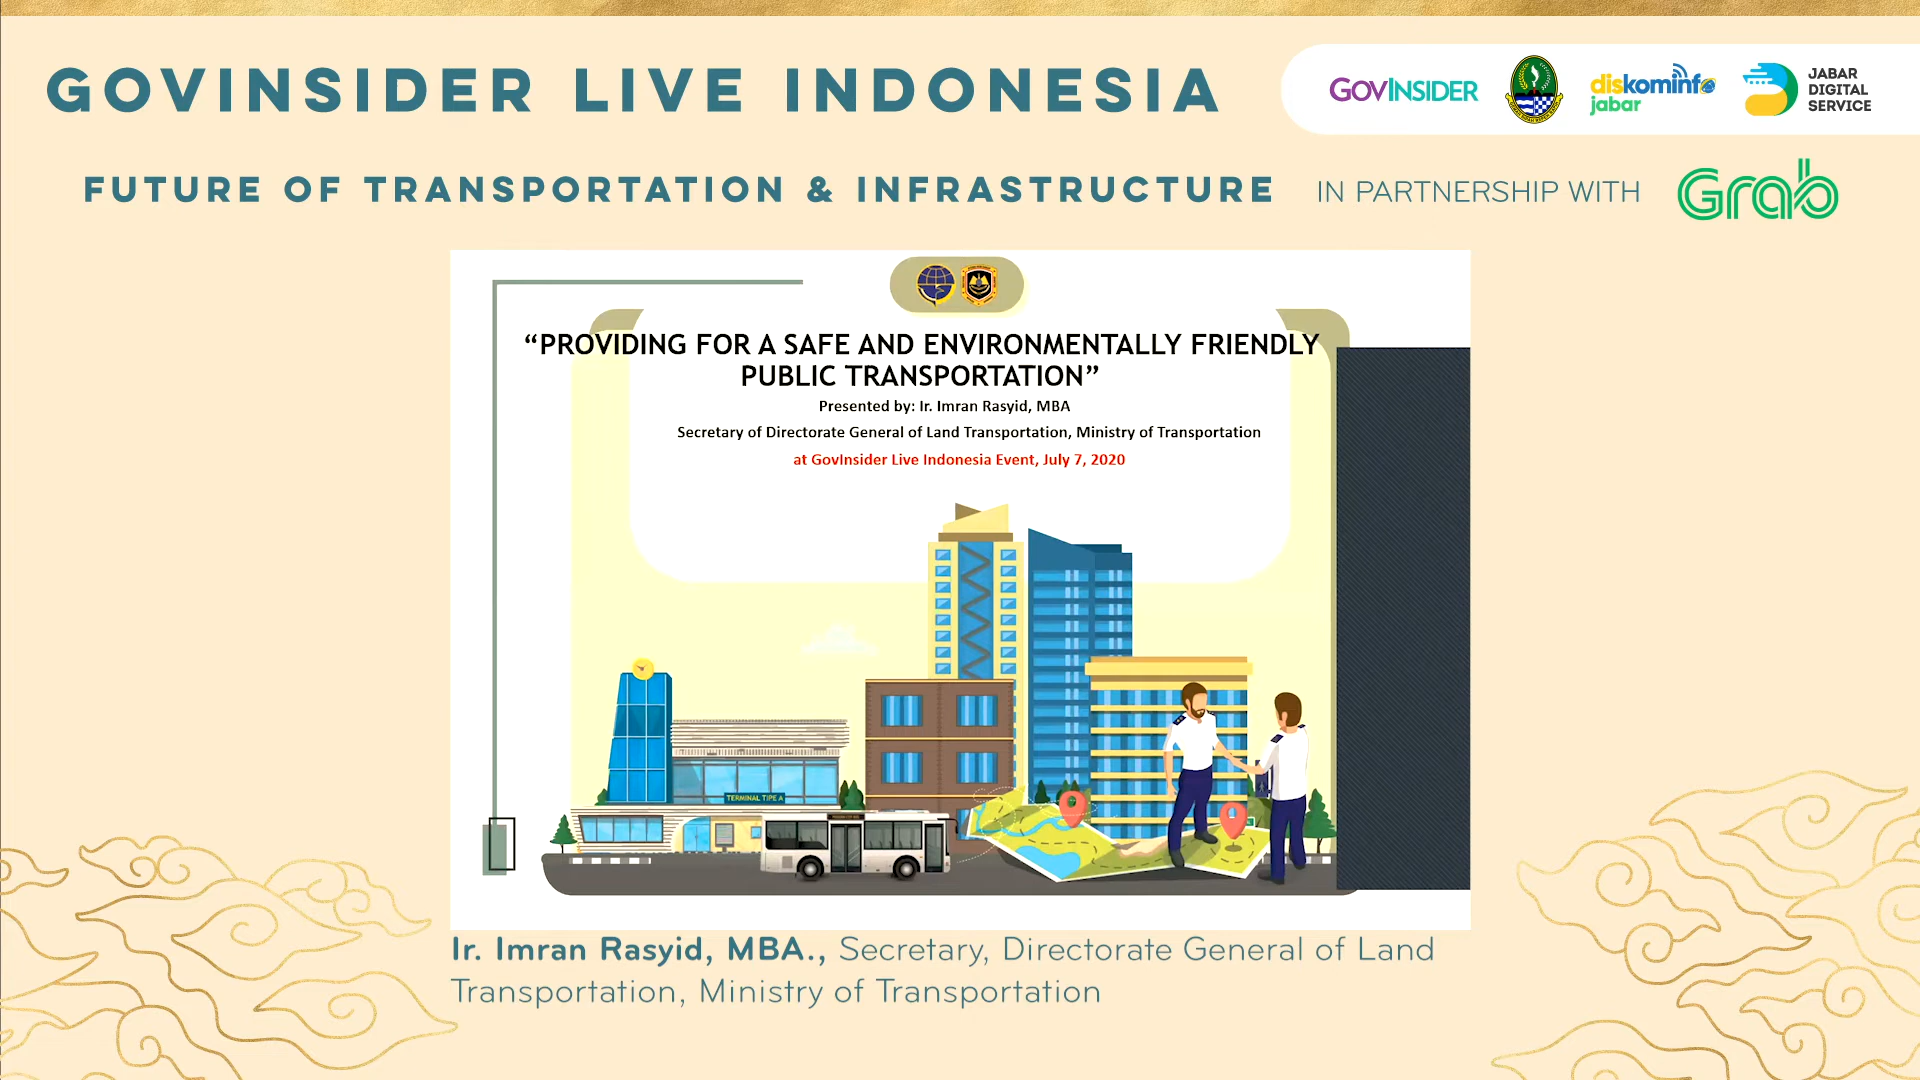 GOVINSIDER LIVE INDONESIA
GOVINSIDER
diskominfo
jabar
JABAR
DIGITAL
SERVICE
FUTURE OF TRANSPORTATION & INFRASTRUCTURE IN PARTNERSHIP WITH Grab
“PROVIDING FOR A SAFE AND ENVIRONMENTALLY FRIENDLY
PUBLIC TRANSPORTATION”
Presented by: Ir. Imran Rasyid, MBA
Secretary of Directorate General of Land Transportation, Ministry of Transportation
at GovInsider Live Indonesia Event, July 7, 2020
TERMINAL TIPE A
Ir. Imran Rasyid, MBA., Secretary, Directorate General of Land
Transportation, Ministry of Transportation